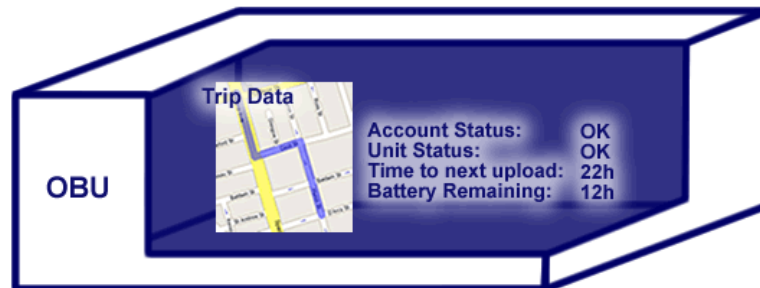 Trip Data
Account Status: OK
Unit Status: OK
Time to next upload: 22h
Battery Remaining: 12h
OBU